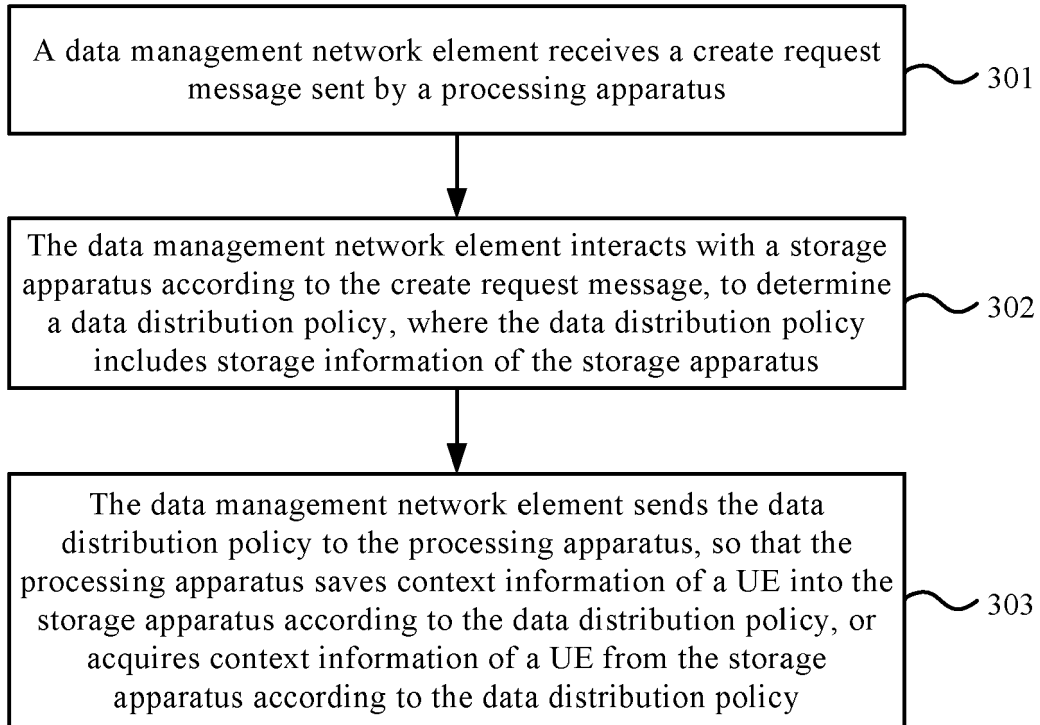 A data management network element receives a create request
message sent by a processing apparatus
301
The data management network element interacts with a storage
apparatus according to the create request message, to determine
a data distribution policy, where the data distribution policy
includes storage information of the storage apparatus
302
The data management network element sends the data
distribution policy to the processing apparatus, so that the
processing apparatus saves context information of a UE into the
storage apparatus according to the data distribution policy, or
acquires context information of a UE from the storage
apparatus according to the data distribution policy
303